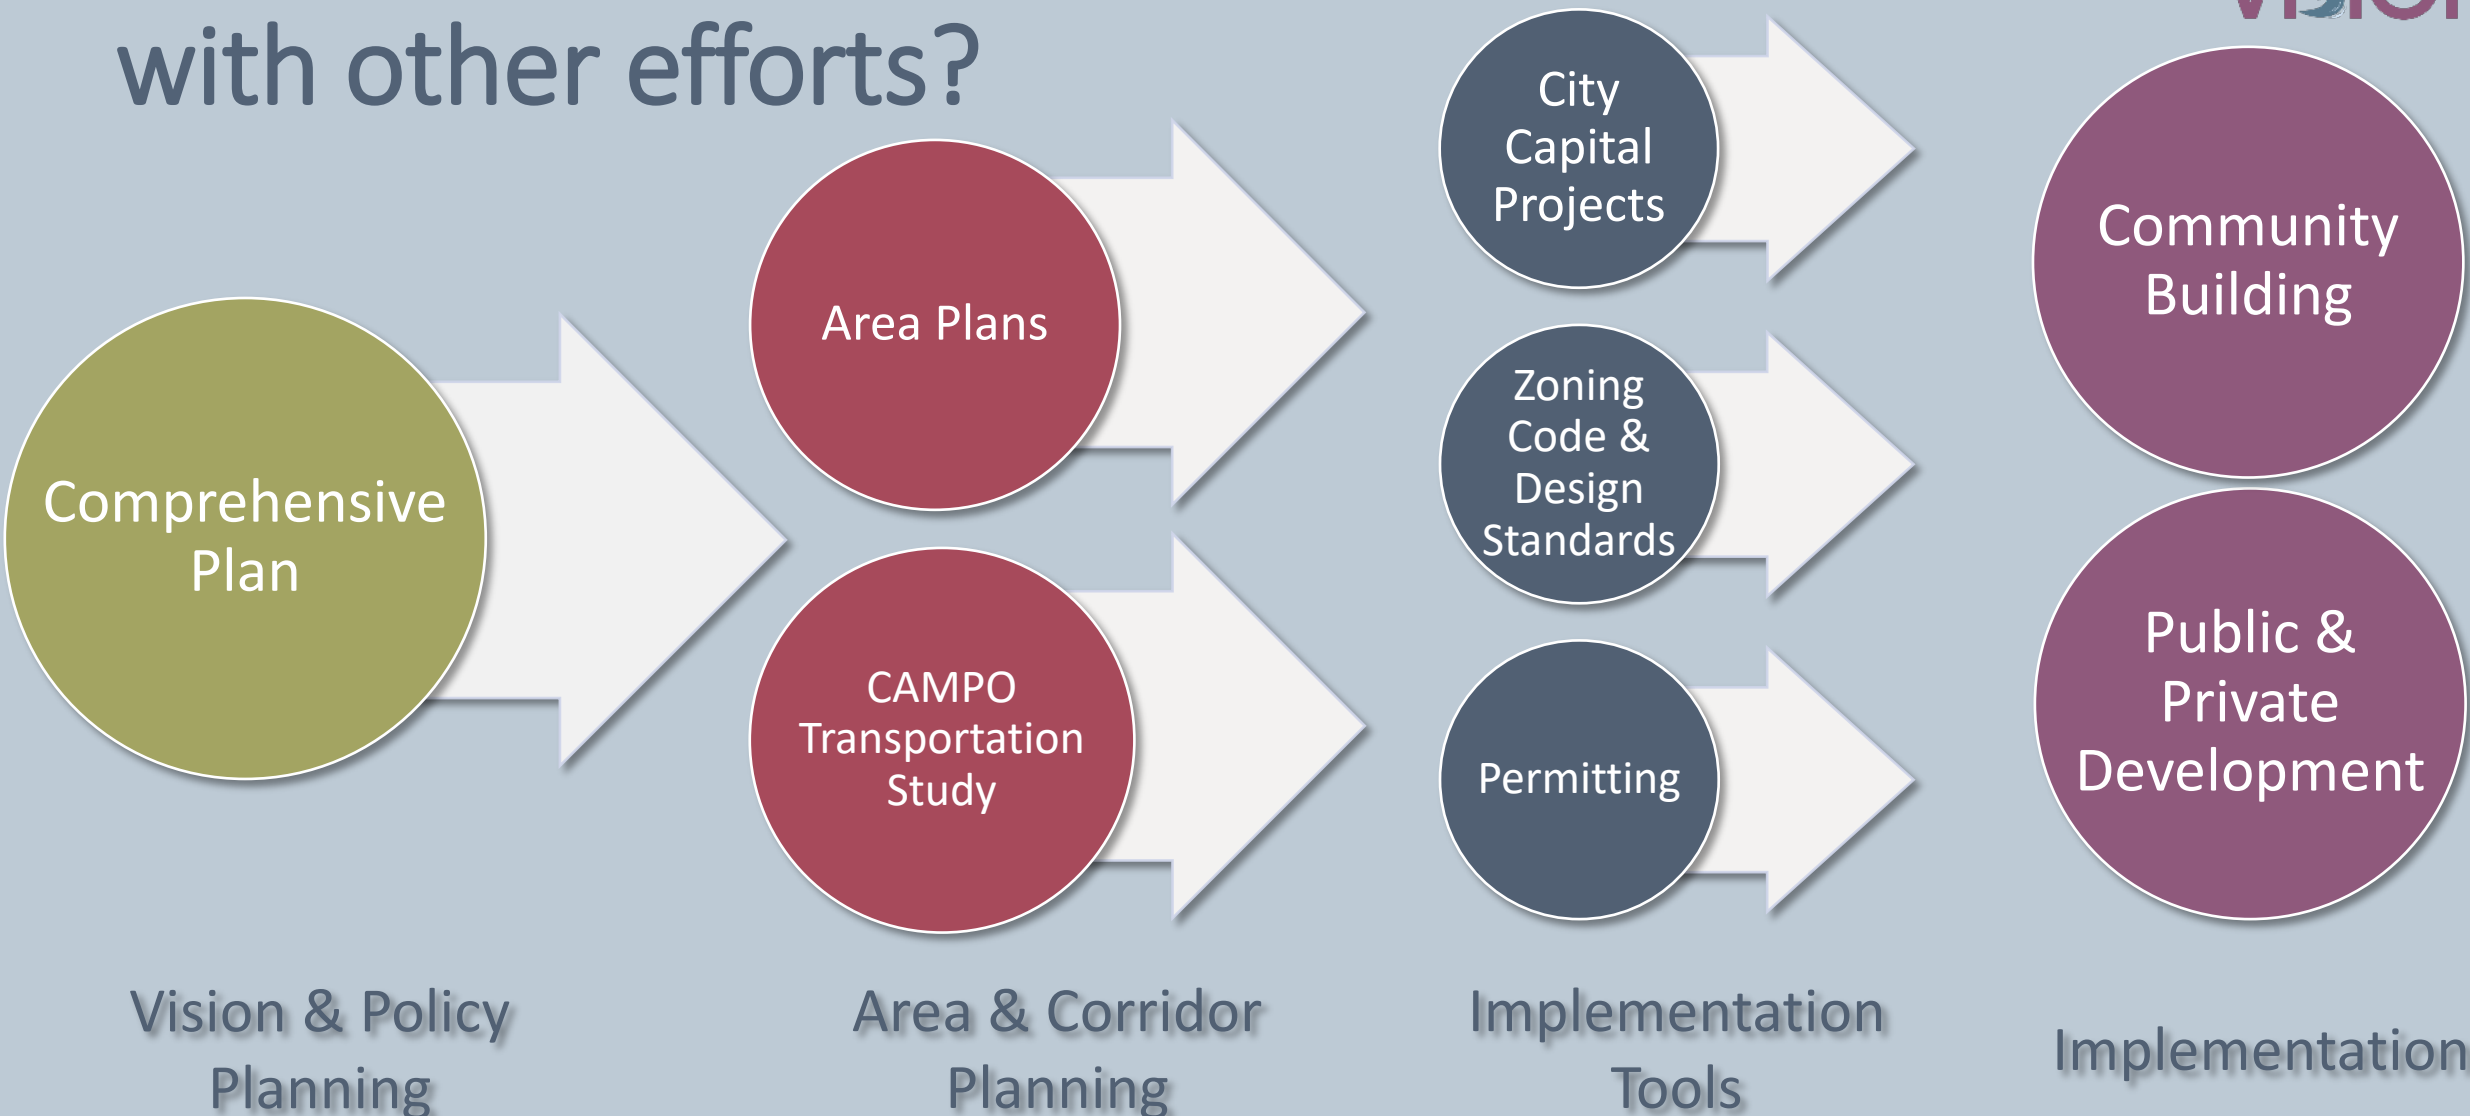 with other efforts?
Comprehensive
Plan
Vision & Policy
Planning
Area Plans
CAMPO
Transportation
Study
Area & Corridor
Planning
City
Capital
Projects
Zoning
Code &
Design
Standards
Permitting
Implementation
Tools
Community
Building
Public &
Private
Development
Implementation